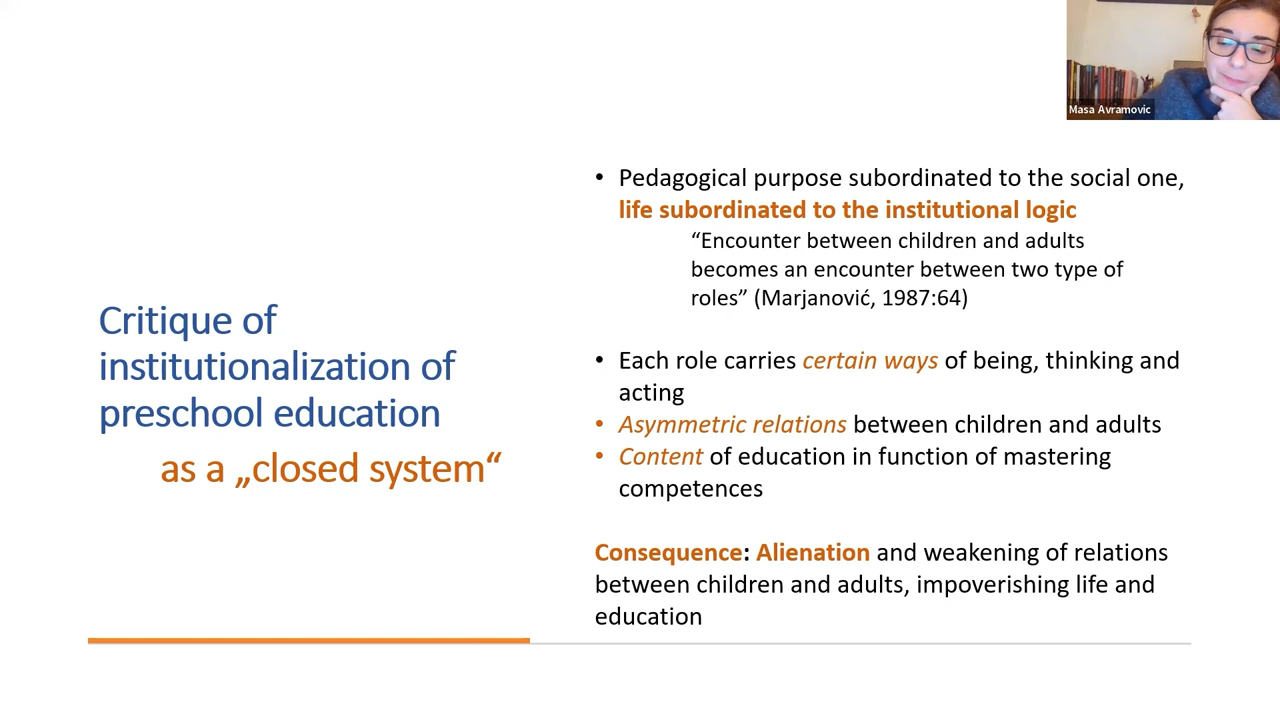 Masa Avramovic
Critique of
institutionalization of
preschool education
as a „closed system“
• Pedagogical purpose subordinated to the social one,
life subordinated to the institutional logic
“Encounter between children and adults
becomes an encounter between two type of
roles” (Marjanović, 1987:64)
• Each role carries certain ways of being, thinking and
acting
• Asymmetric relations between children and adults
• Content of education in function of mastering
competences
Consequence: Alienation and weakening of relations
between children and adults, impoverishing life and
education